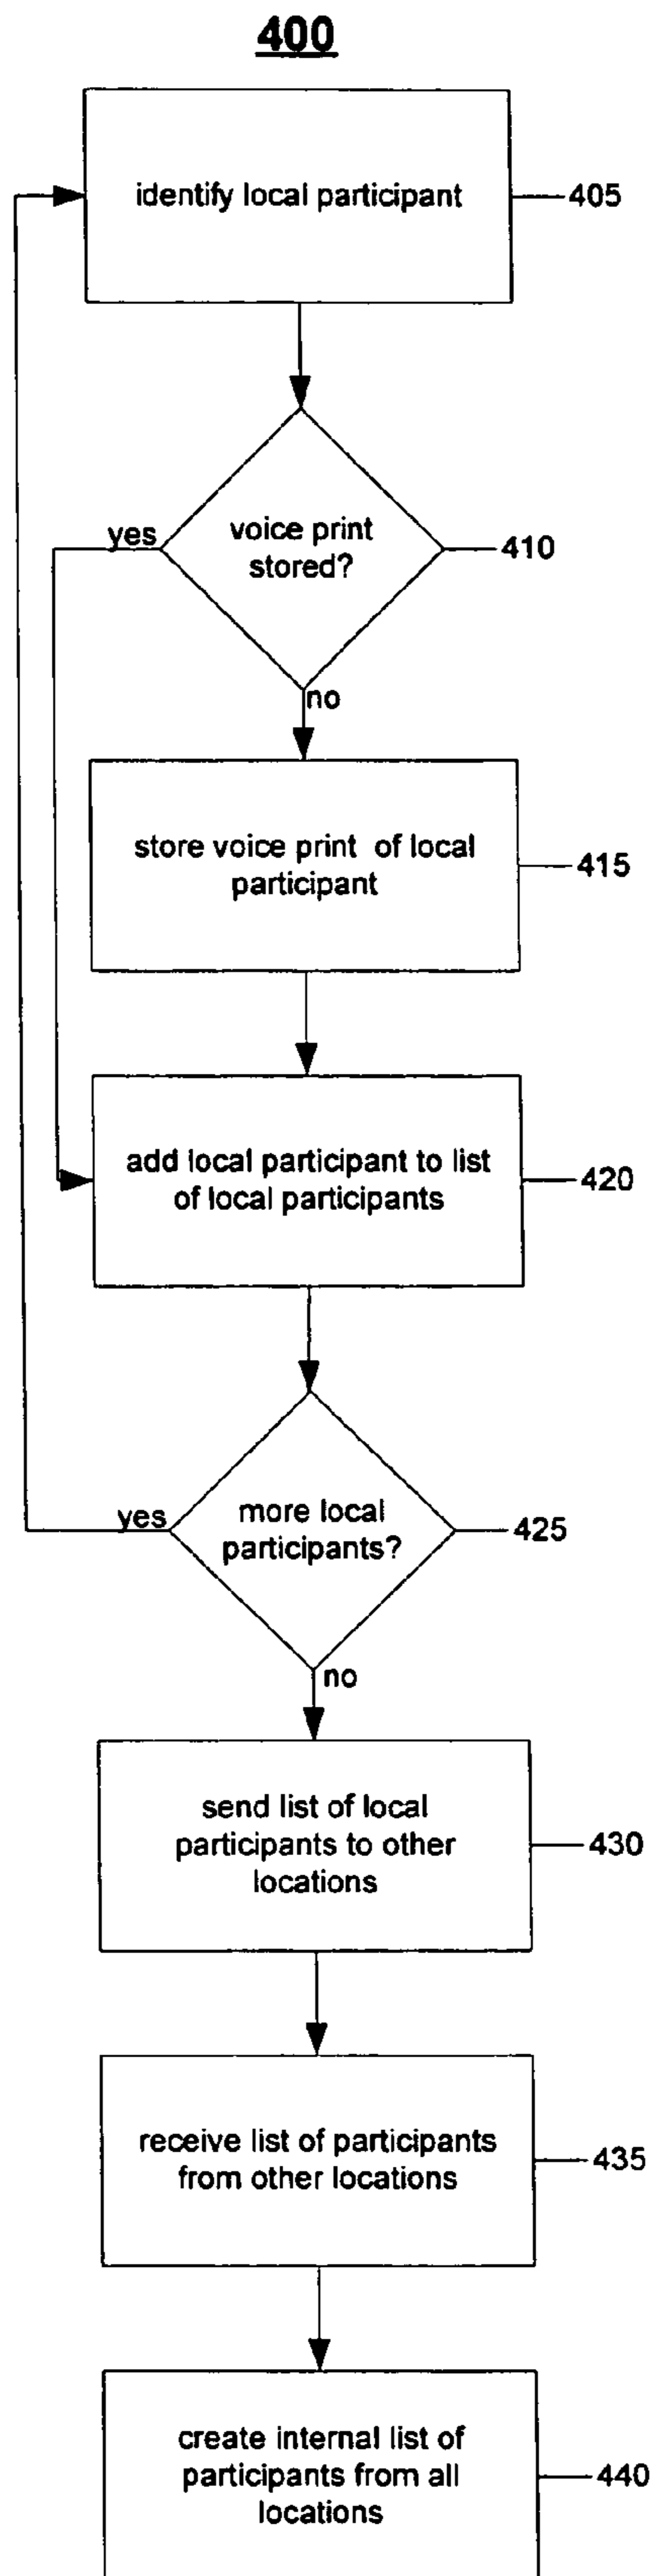 400
identify local participant
405
voice print
stored?
410
yes
no
store voice print of local
participant
415
add local participant to list
of local participants
420
more local
participants?
425
yes
no
send list of local
participants to other
locations
430
receive list of participants
from other locations
435
create internal list of
participants from all
locations
440